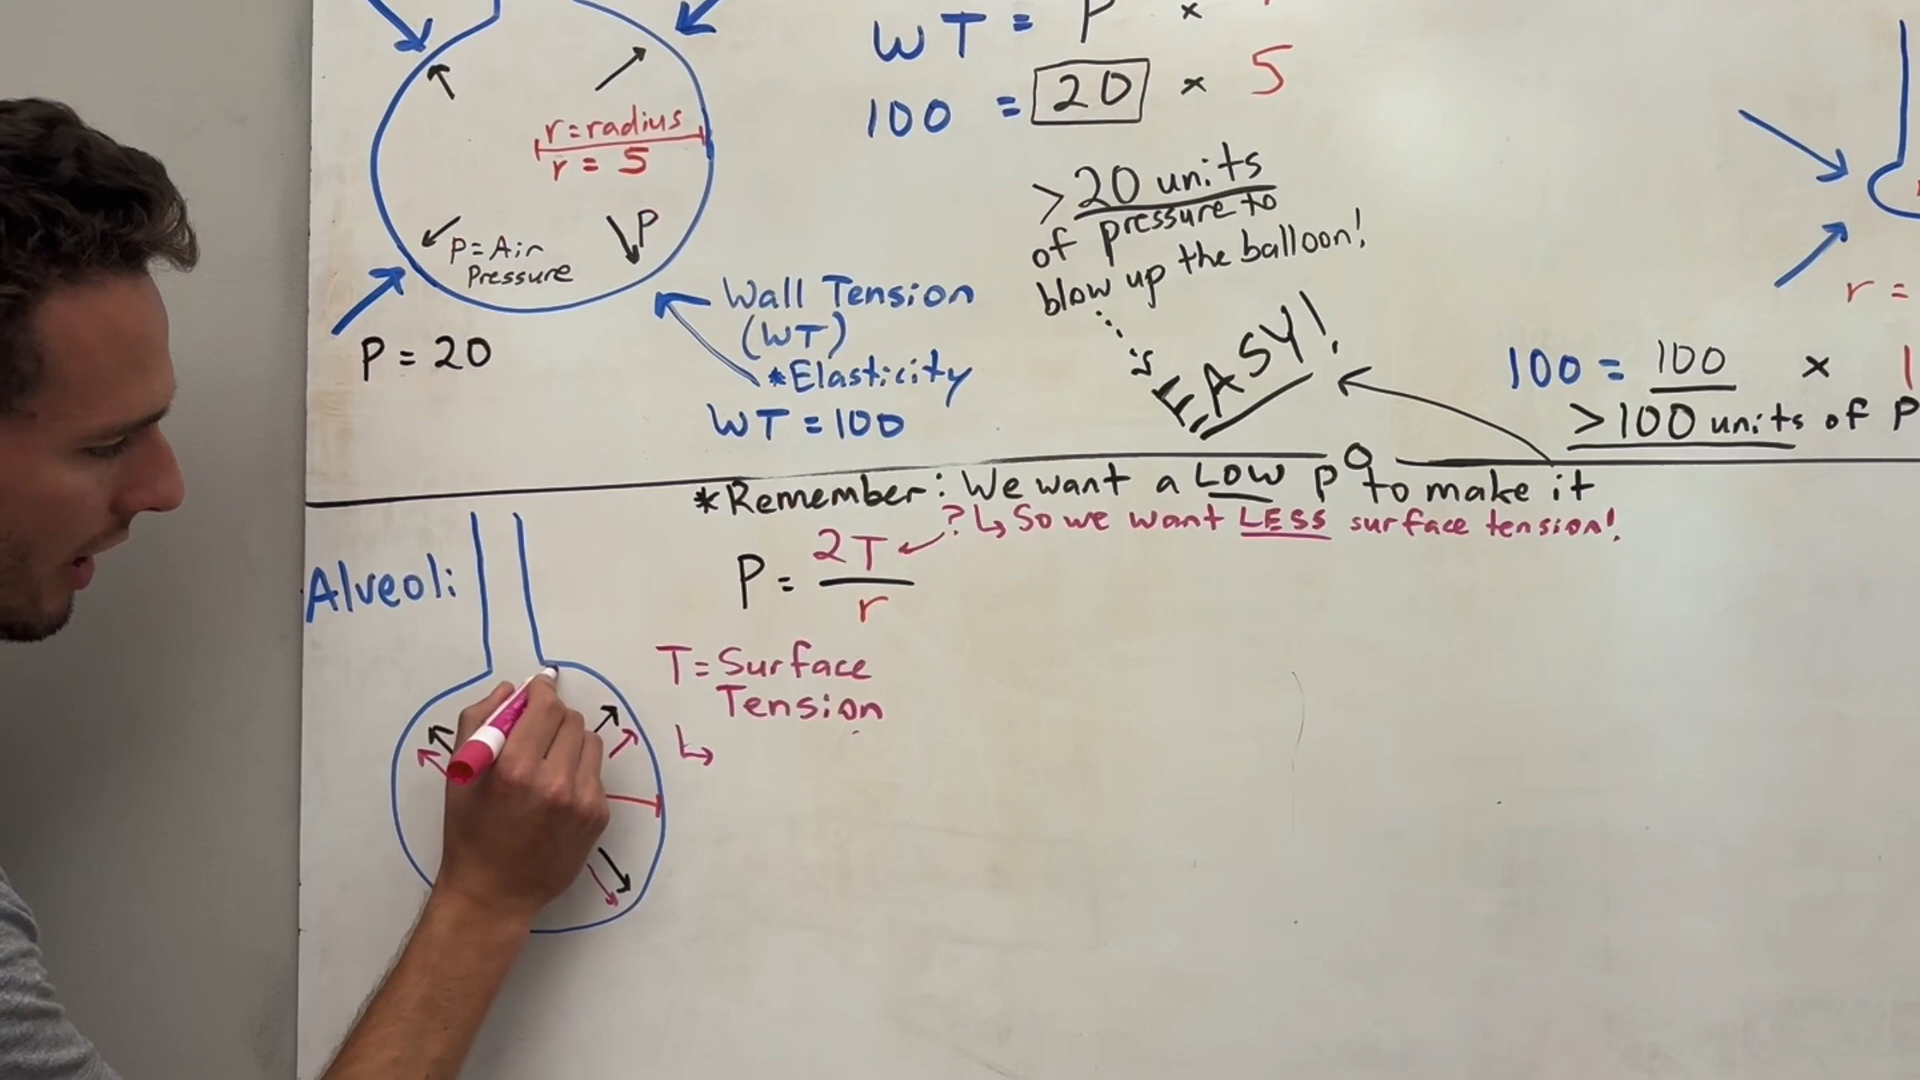 WT = P ×
100 = 20 × 5
r=radius
r = 5
P
P=Air
Pressure
P = 20
Wall Tension
(WT)
*Elasticity
WT = 100
>20 units
of pressure to
blow up the balloon!
is
EASY!
r =
100 = 100 × 1
>100 units of P
*Remember: We want a LOW P to make it
?↳ So we want LESS surface tension!
Alveoli
P = 2T
r
T= Surface
Tension
↳